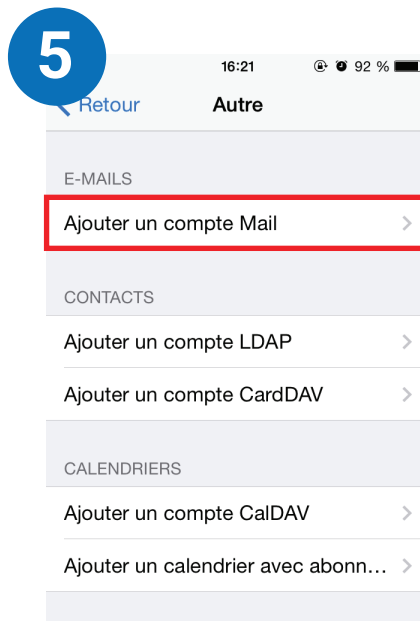 5
16:21 92 %
Retour Autre
E-MAILS
Ajouter un compte Mail
CONTACTS
Ajouter un compte LDAP
Ajouter un compte CardDAV
CALENDRIERS
Ajouter un compte CalDAV
Ajouter un calendrier avec abonn…